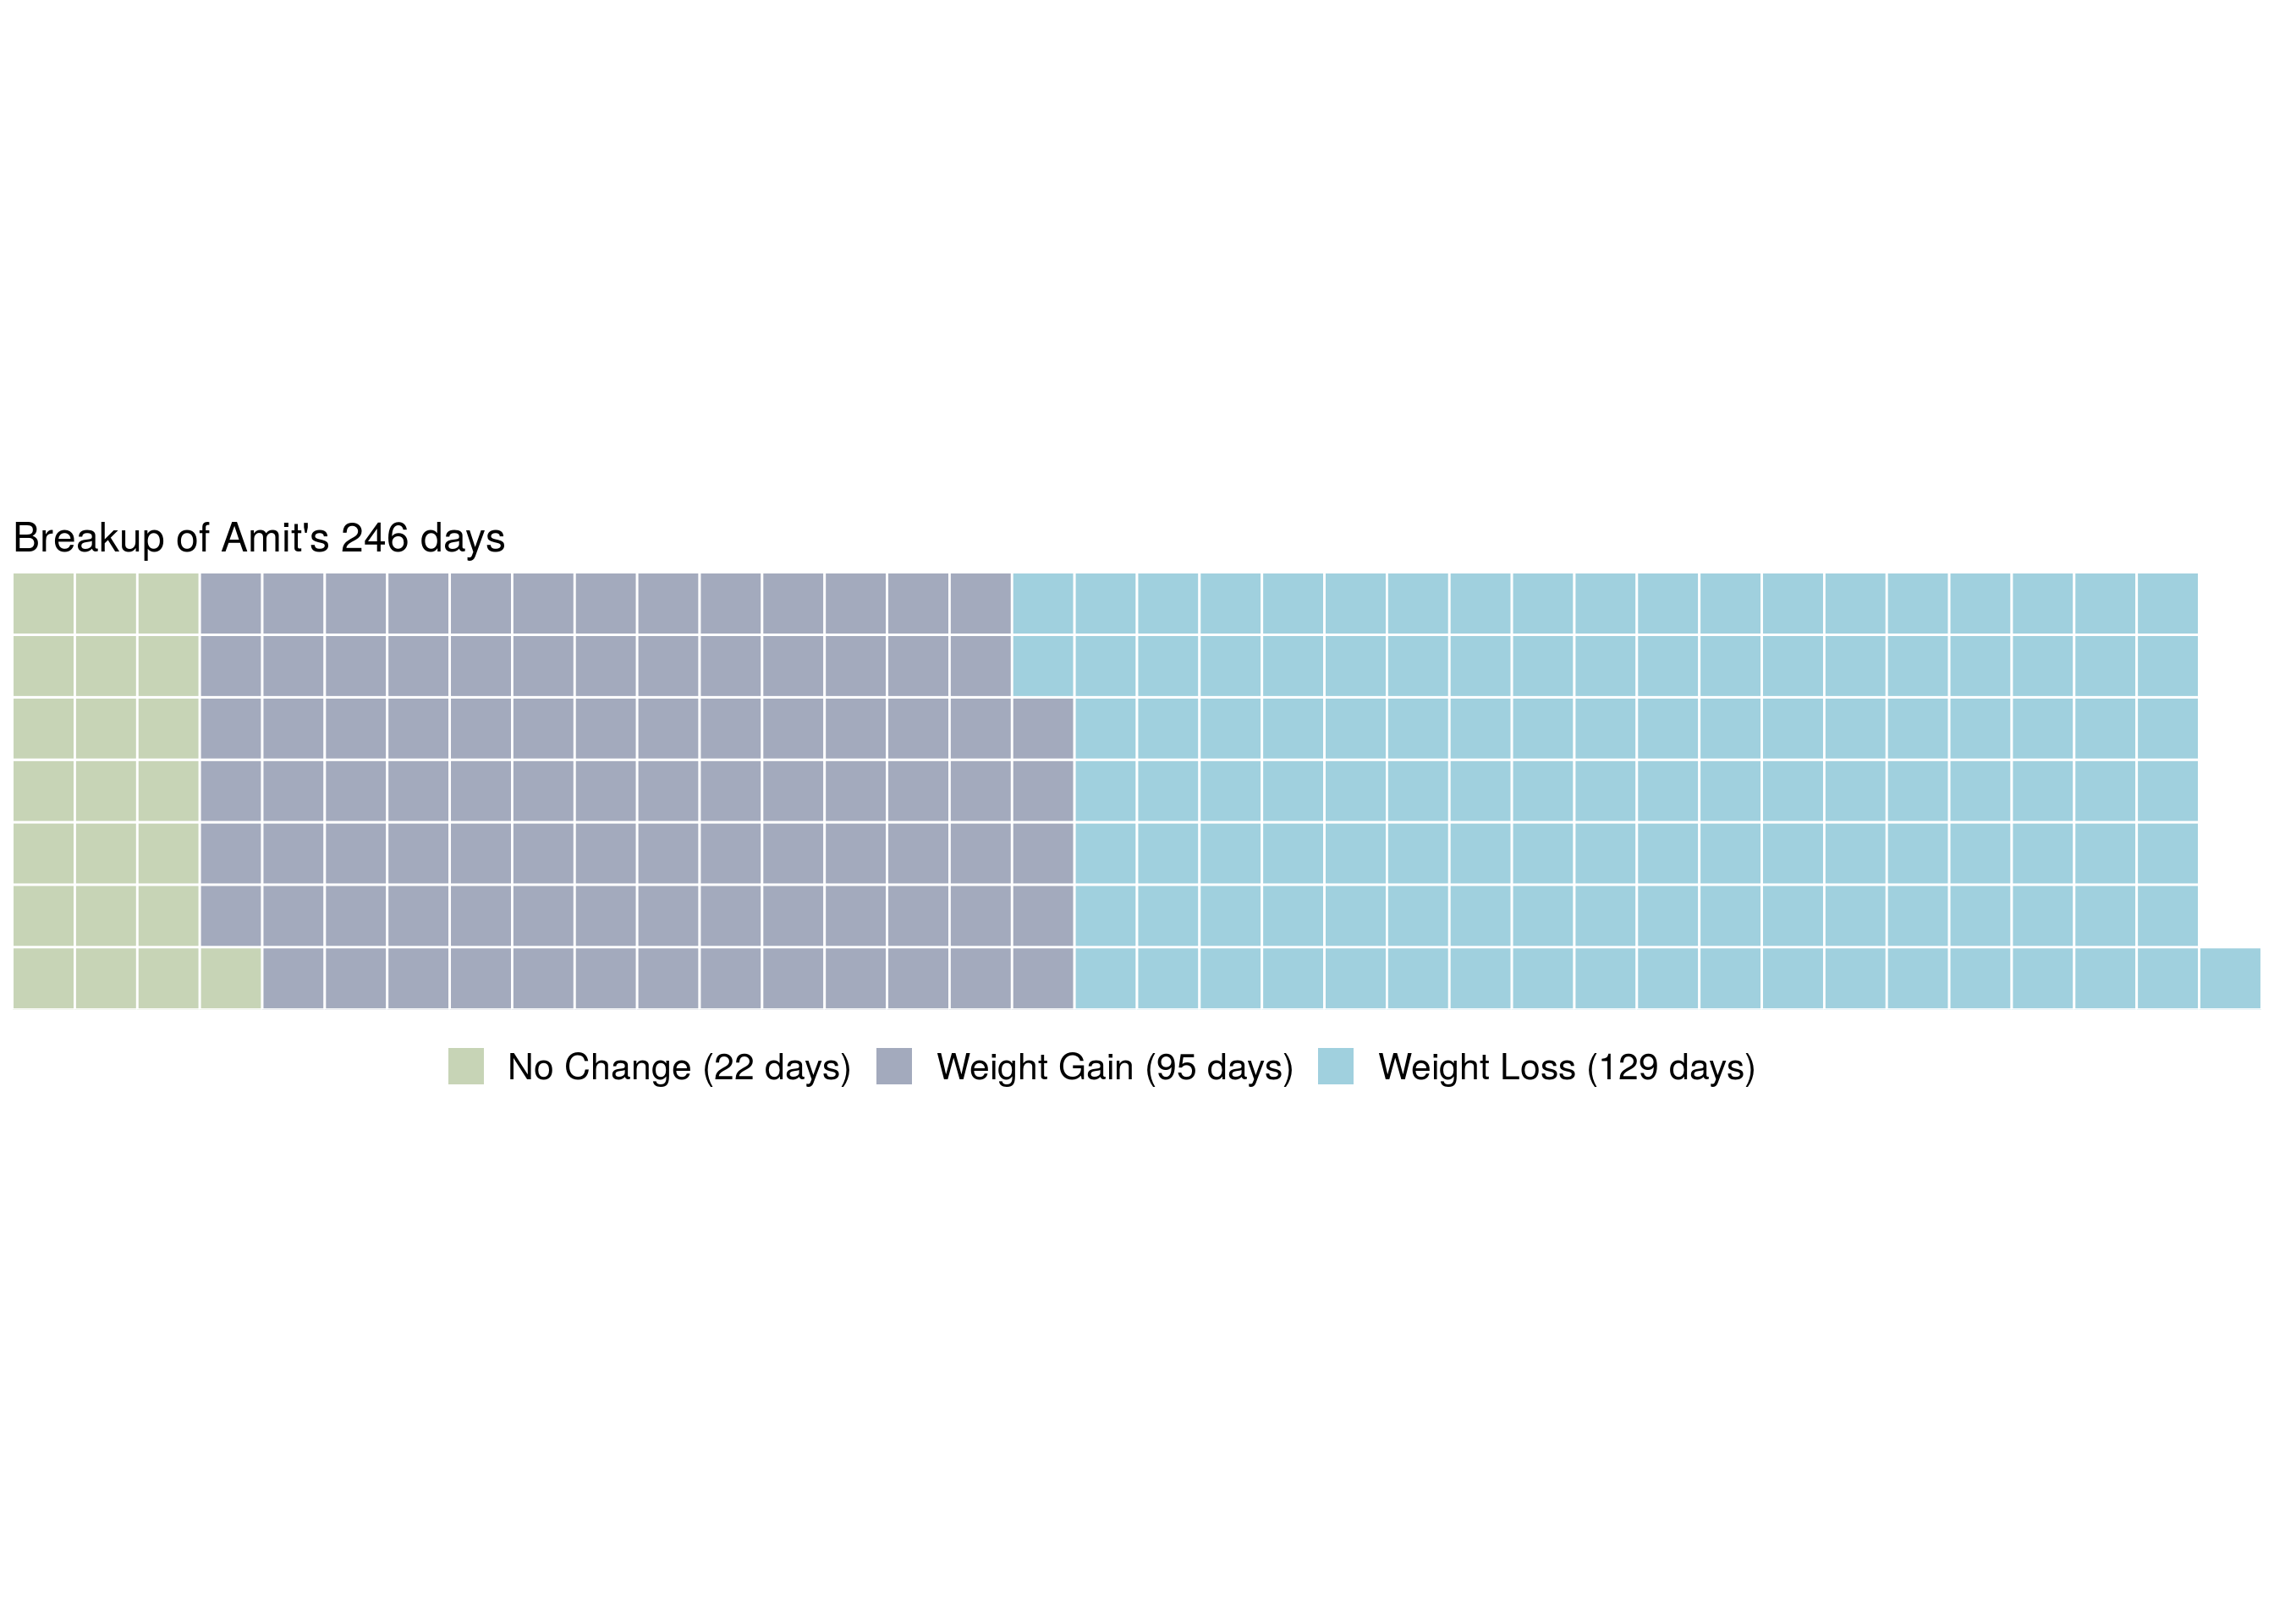 Breakup of Amit's 246 days
No Change (22 days) Weight Gain (95 days) Weight Loss (129 days)